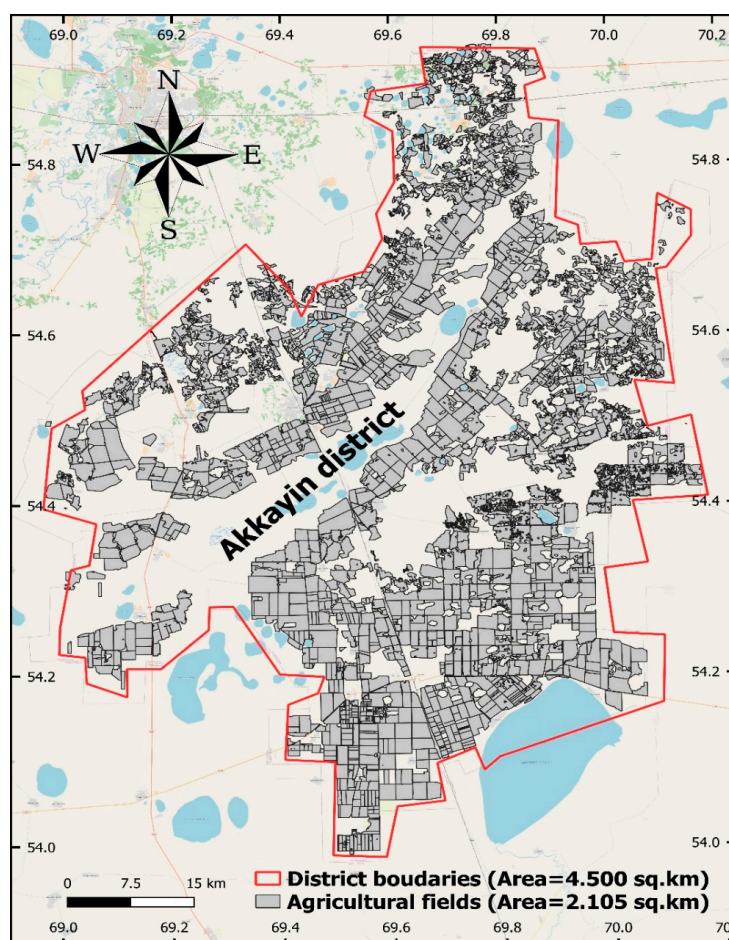 69.0 69.2 69.4 69.6 69.8 70.0 70.2
N
W E
S
54.8 54.8
54.6 54.6
Akkayin district
54.4 54.4
54.2 54.2
54.0 54.0
0 7.5 15 km
District boudaries (Area=4.500 sq.km)
Agricultural fields (Area=2.105 sq.km)
69.0 69.2 69.4 69.6 69.8 70.0 70.2